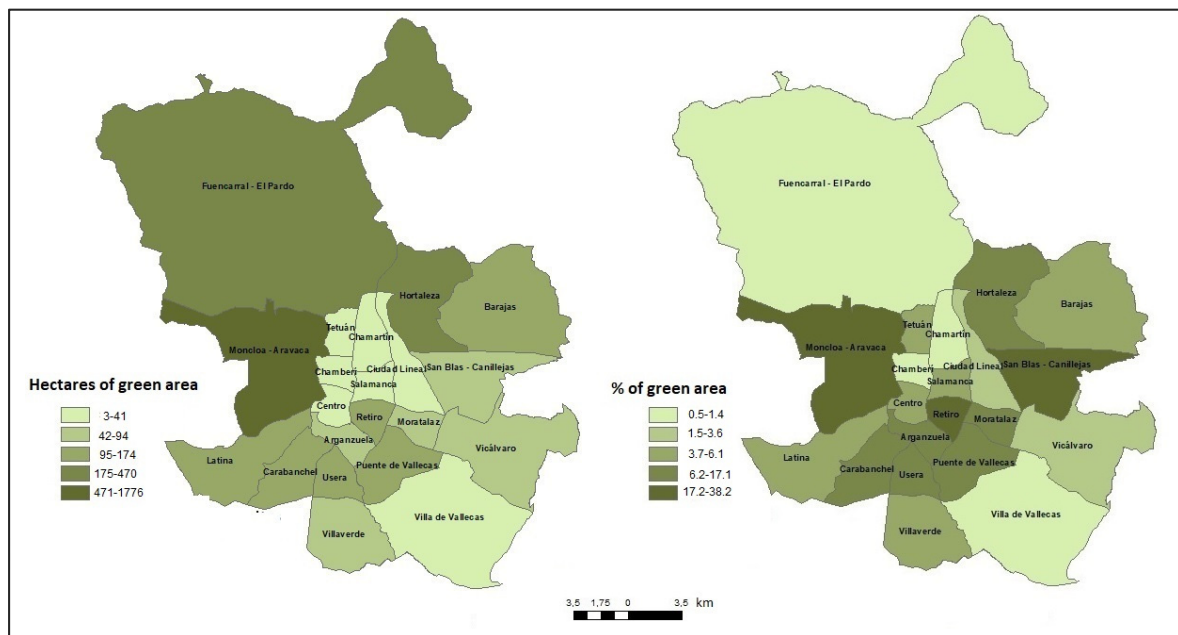 Fuencarral - El Pardo
Hortaleza
Barajas
Tetuán
Chamartín
Moncloa - Aravaca
Chamberí
Ciudad Lineal
San Blas - Canillejas
Salamanca
Centro
Retiro
Moratalaz
Arganzuela
Vicálvaro
Latina
Carabanchel
Usera
Puente de Vallecas
Villa de Vallecas
Villaverde
Hectares of green area
3-41
42-94
95-174
175-470
471-1776
Fuencarral - El Pardo
Hortaleza
Barajas
Tetuán
Chamartín
Moncloa - Aravaca
Chamberí
Ciudad Lineal
San Blas - Canillejas
Salamanca
Centro
Retiro
Moratalaz
Arganzuela
Vicálvaro
Latina
Carabanchel
Usera
Puente de Vallecas
Villa de Vallecas
Villaverde
% of green area
0.5-1.4
1.5-3.6
3.7-6.1
6.2-17.1
17.2-38.2
3,5 1,75 0 3,5 km